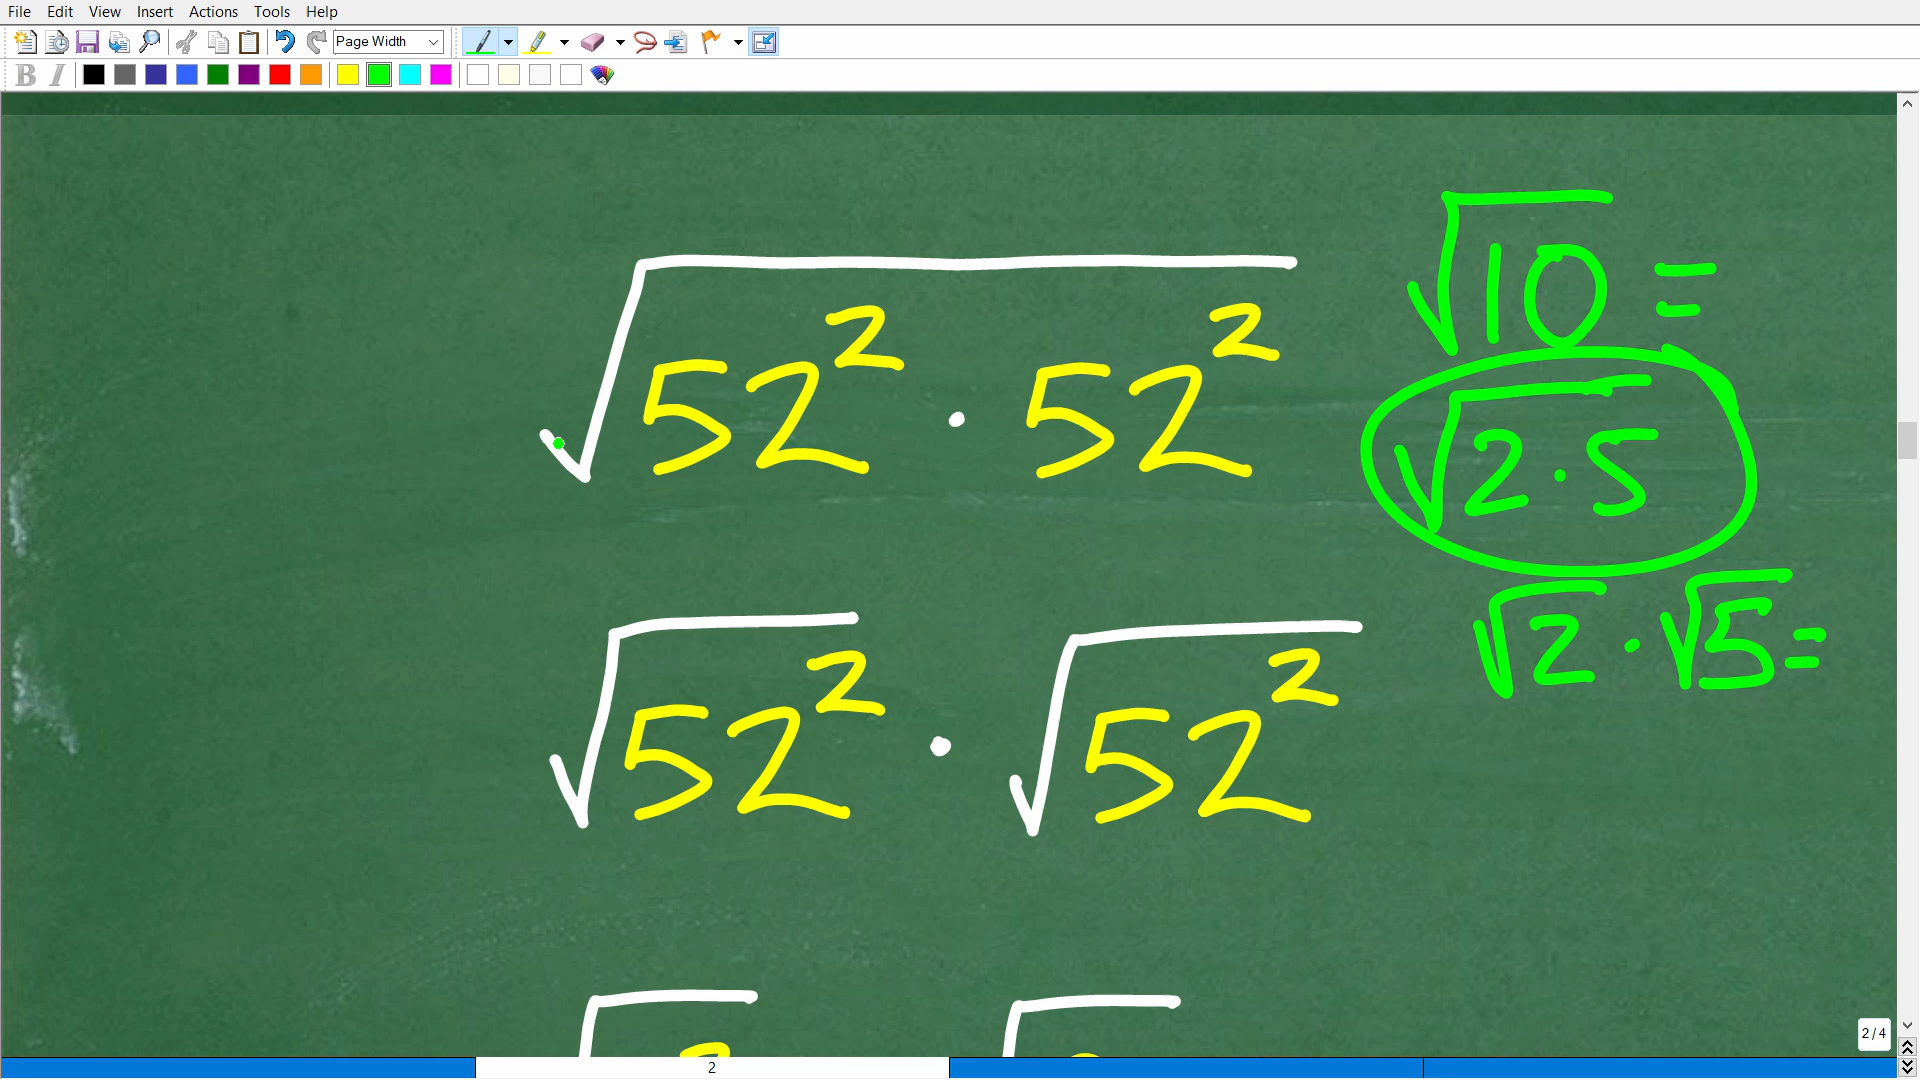 File Edit View Insert Actions Tools Help
Page Width
B I
√10 =
√52² · 52²
√2 · 5
√52² · √52²
√2 · √5 =
2/4
2